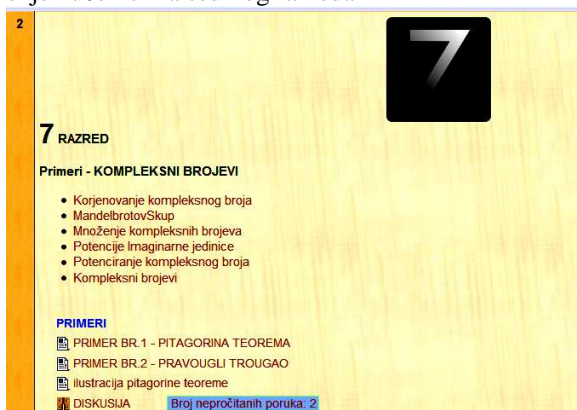 2
7
7 RAZRED
Primeri - KOMPLEKSNI BROJEVI
Korjenovanje kompleksnog broja
MandelbrotovSkup
Množenje kompleksnih brojeva
Potencije Imaginarne jedinice
Potenciranje kompleksnog broja
Kompleksni brojevi
PRIMERI
PRIMER BR.1 - PITAGORINA TEOREMA
PRIMER BR.2 - PRAVOUGLI TROUGAO
ilustracija pitagorine teoreme
DISKUSIJA Broj nepročitanih poruka: 2